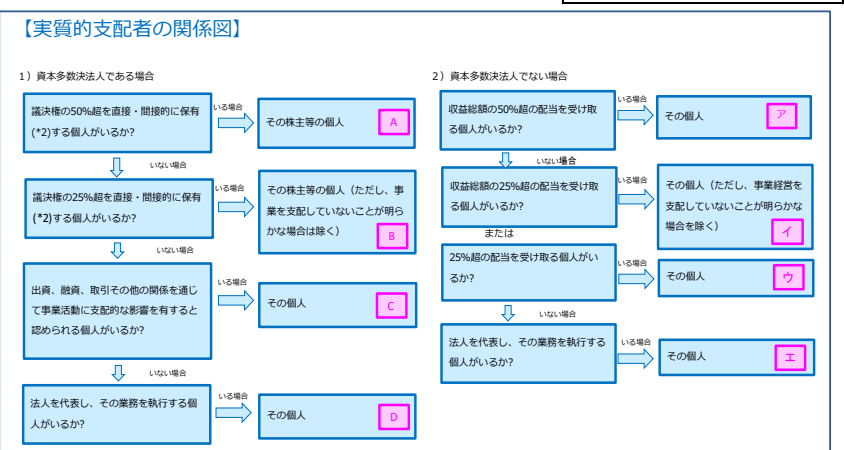 【実質的支配者の関係図】
1）資本多数決法人である場合
議決権の50%超を直接・間接的に保有
(*2)する個人がいるか?
いる場合
その株主等の個人
A
いない場合
議決権の25%超を直接・間接的に保有
(*2)する個人がいるか?
いる場合
その株主等の個人（ただし、事
業を支配していないことが明ら
かな場合は除く）
B
いない場合
出資、融資、取引その他の関係を通じ
て事業活動に支配的な影響を有すると
認められる個人がいるか?
いる場合
その個人
C
いない場合
法人を代表し、その業務を執行する個
人がいるか?
いる場合
その個人
D
2）資本多数決法人でない場合
収益総額の50%超の配当を受け取
る個人がいるか?
いる場合
その個人
ア
いない場合
収益総額の25%超の配当を受け取
る個人がいるか?
いる場合
その個人（ただし、事業経営を
支配していないことが明らかな
場合を除く）
イ
または
25%超の配当を受け取る個人がい
るか?
いる場合
その個人
ウ
いない場合
法人を代表し、その業務を執行する
個人がいるか?
いる場合
その個人
エ